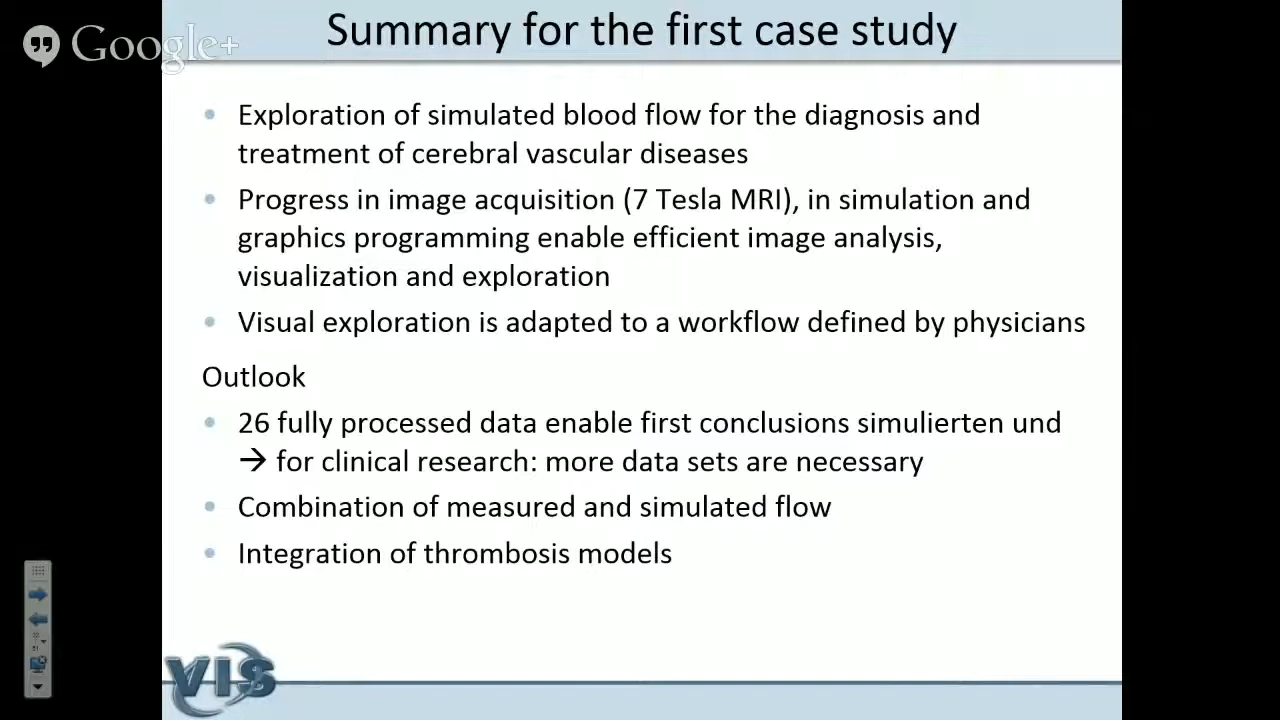 Google+
Summary for the first case study
Exploration of simulated blood flow for the diagnosis and
treatment of cerebral vascular diseases
Progress in image acquisition (7 Tesla MRI), in simulation and
graphics programming enable efficient image analysis,
visualization and exploration
Visual exploration is adapted to a workflow defined by physicians
Outlook
26 fully processed data enable first conclusions simulierten und
→ for clinical research: more data sets are necessary
Combination of measured and simulated flow
Integration of thrombosis models
VIS